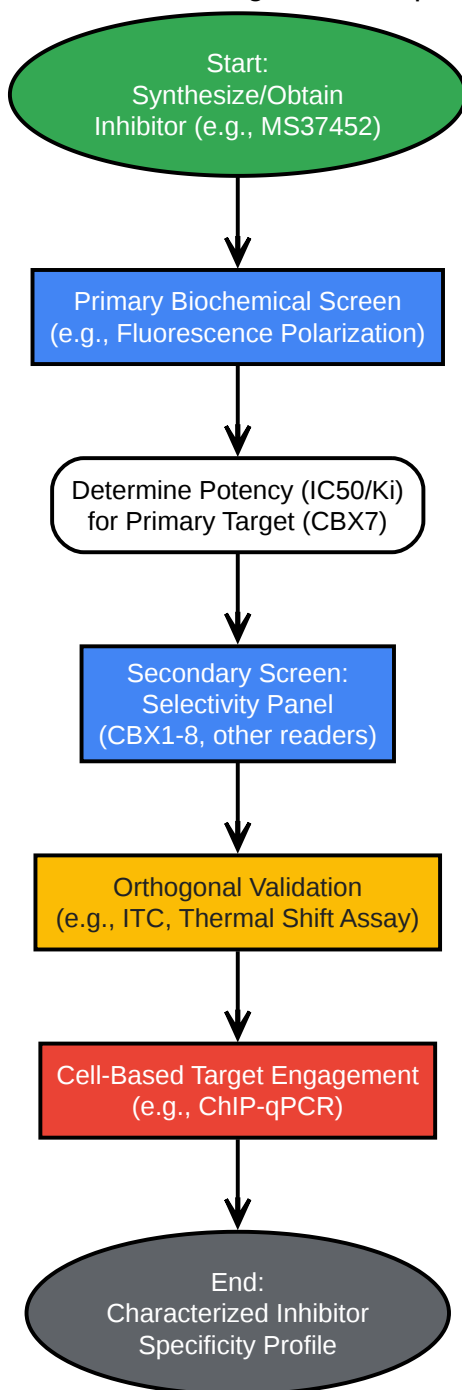 Start:
Synthesize/Obtain
Inhibitor (e.g., MS37452)
Primary Biochemical Screen
(e.g., Fluorescence Polarization)
Determine Potency (IC50/Ki)
for Primary Target (CBX7)
Secondary Screen:
Selectivity Panel
(CBX1-8, other readers)
Orthogonal Validation
(e.g., ITC, Thermal Shift Assay)
Cell-Based Target Engagement
(e.g., ChIP-qPCR)
End:
Characterized Inhibitor
Specificity Profile